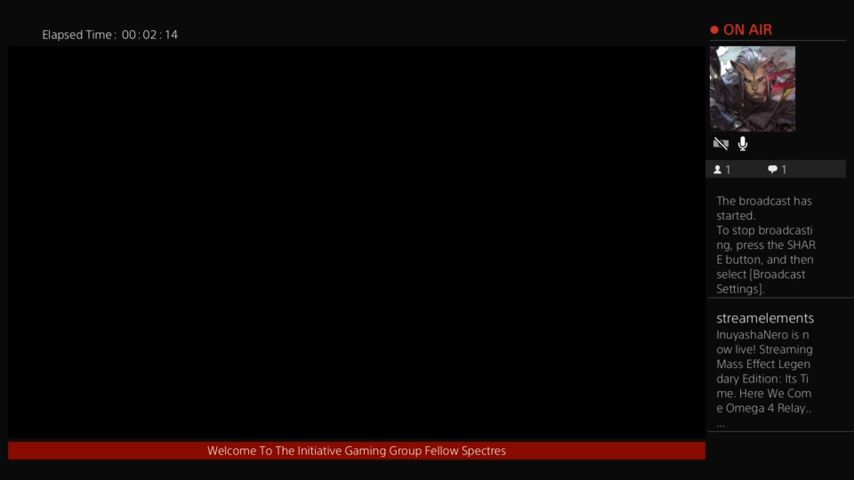 Elapsed Time: 00:02:14
ON AIR
1 1
The broadcast has
started.
To stop broadcasti
ng, press the SHAR
E button, and then
select [Broadcast
Settings].
streamelements
InuyashaNero is n
ow live! Streaming
Mass Effect Legen
dary Edition: Its Ti
me. Here We Com
e Omega 4 Relay..
...
Welcome To The Initiative Gaming Group Fellow Spectres